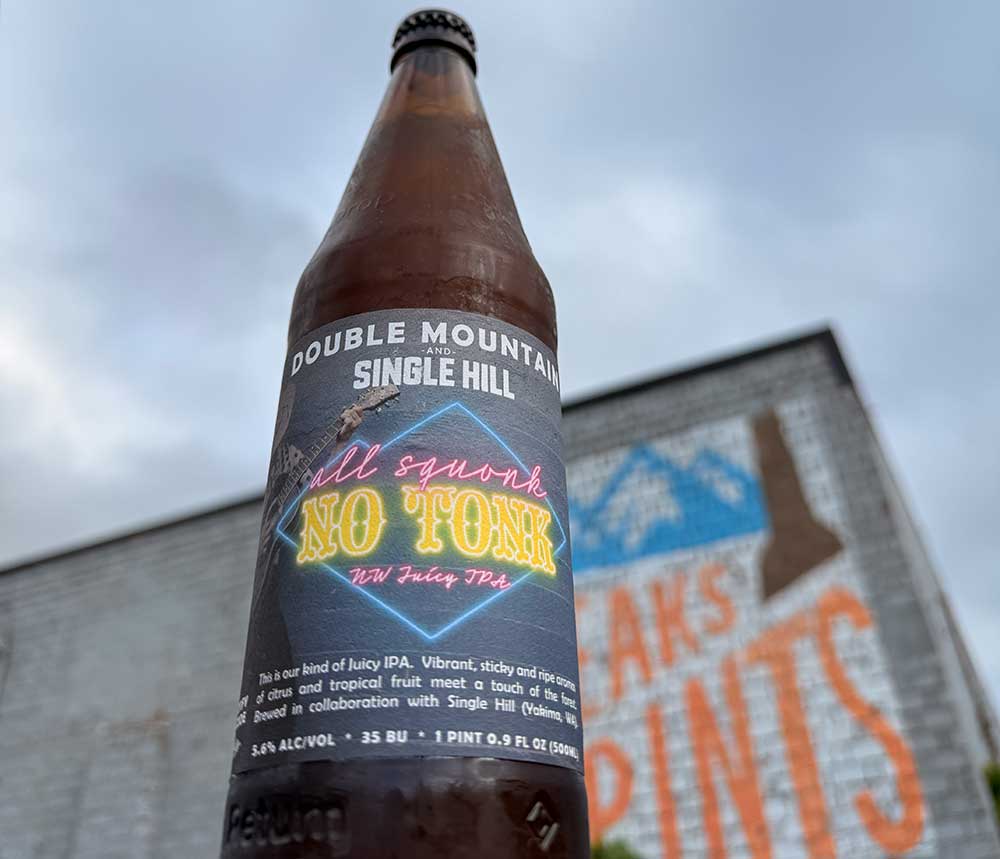 DOUBLE MOUNTAIN
-AND-
SINGLE HILL
all squonk
NO TONK
NW Juicy IPA
This is our kind of Juicy IPA. Vibrant, sticky and ripe aromas
of citrus and tropical fruit meet a touch of the forest.
Brewed in collaboration with Single Hill (Yakima, WA).
5.6% ALC/VOL * 35 BU * 1 PINT 0.9 FL OZ (500ML)
Return
EAKS
PINTS